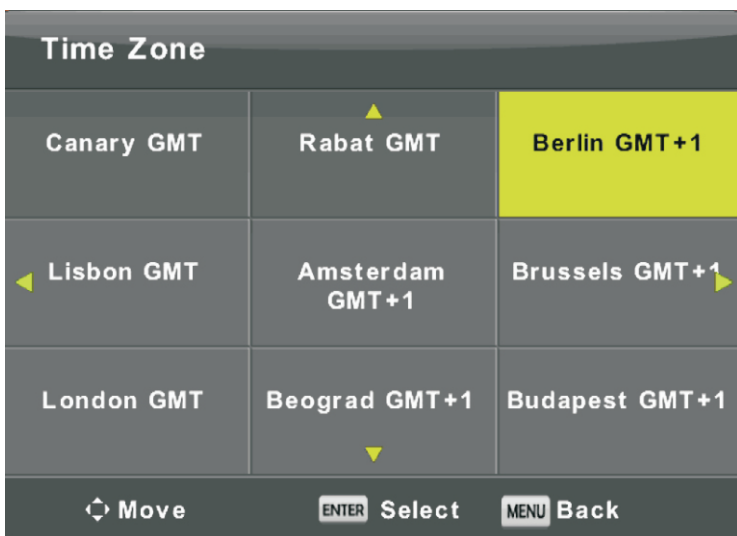 Time Zone
Canary GMT
Rabat GMT
Berlin GMT+1
Lisbon GMT
Amsterdam
GMT+1
Brussels GMT+1
London GMT
Beograd GMT+1
Budapest GMT+1
Move
ENTER Select
MENU Back